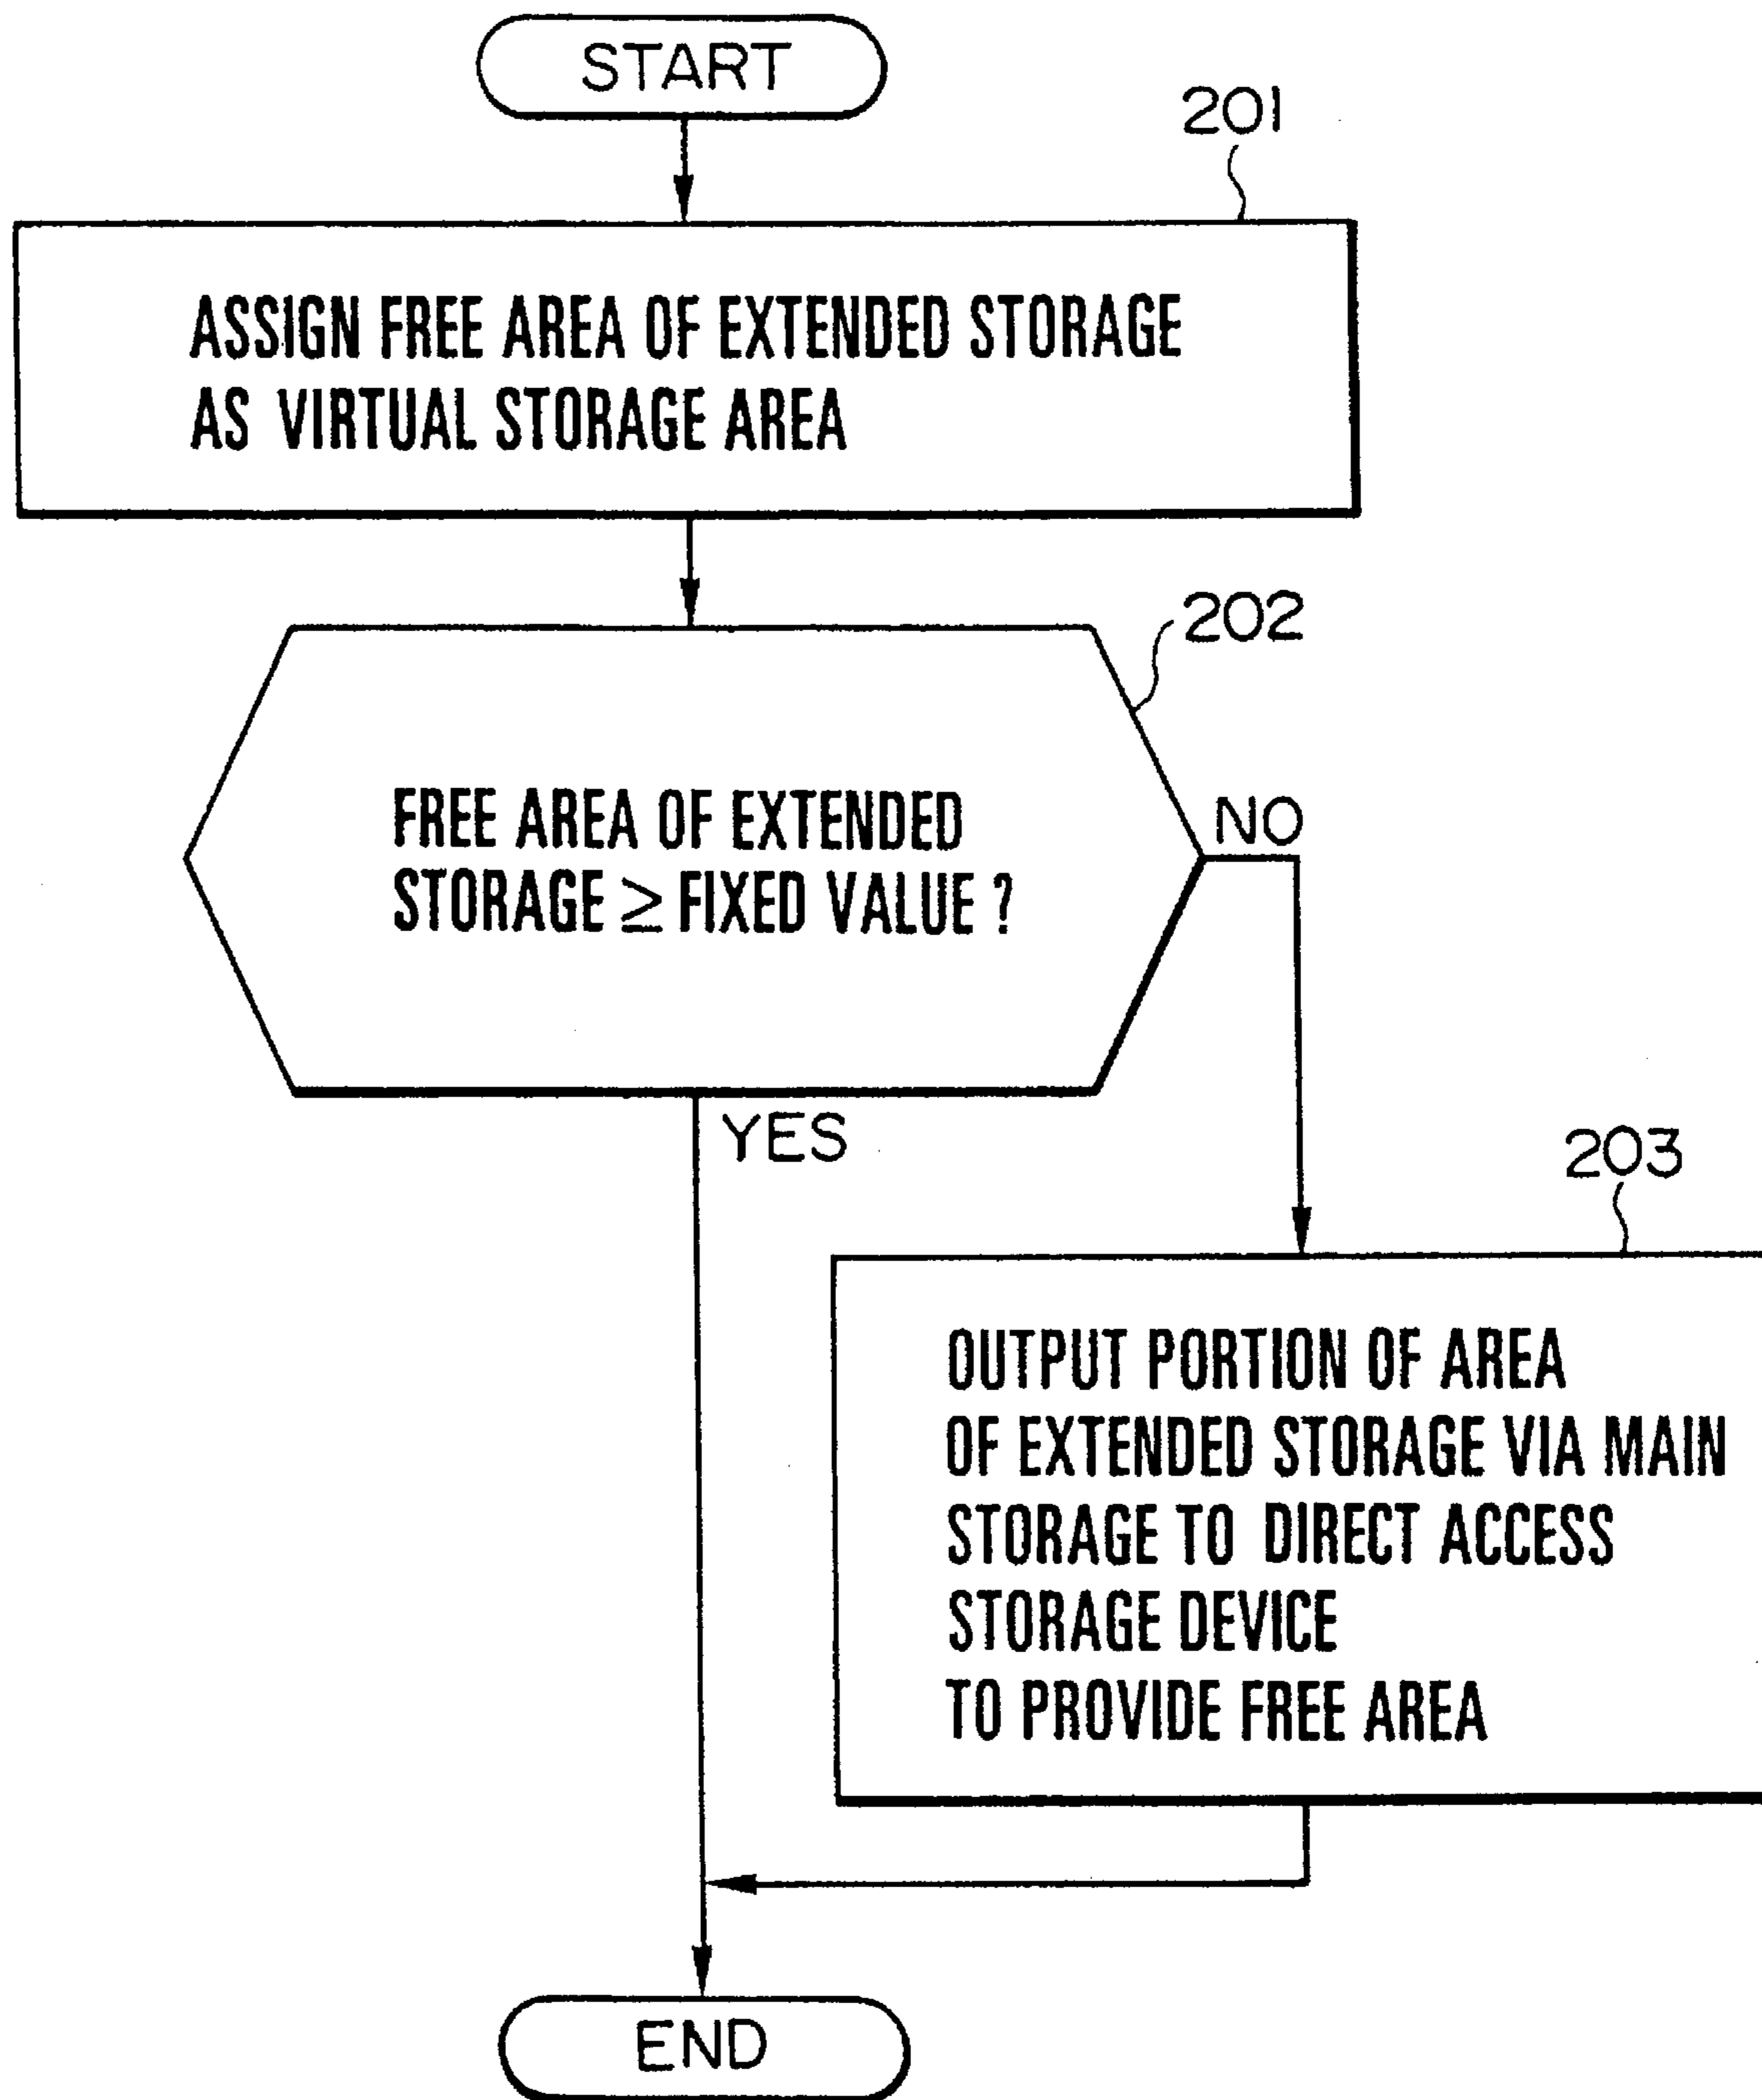 START
201
ASSIGN FREE AREA OF EXTENDED STORAGE
AS VIRTUAL STORAGE AREA
202
FREE AREA OF EXTENDED
STORAGE ≥ FIXED VALUE ?
NO
YES
203
OUTPUT PORTION OF AREA
OF EXTENDED STORAGE VIA MAIN
STORAGE TO DIRECT ACCESS
STORAGE DEVICE
TO PROVIDE FREE AREA
END